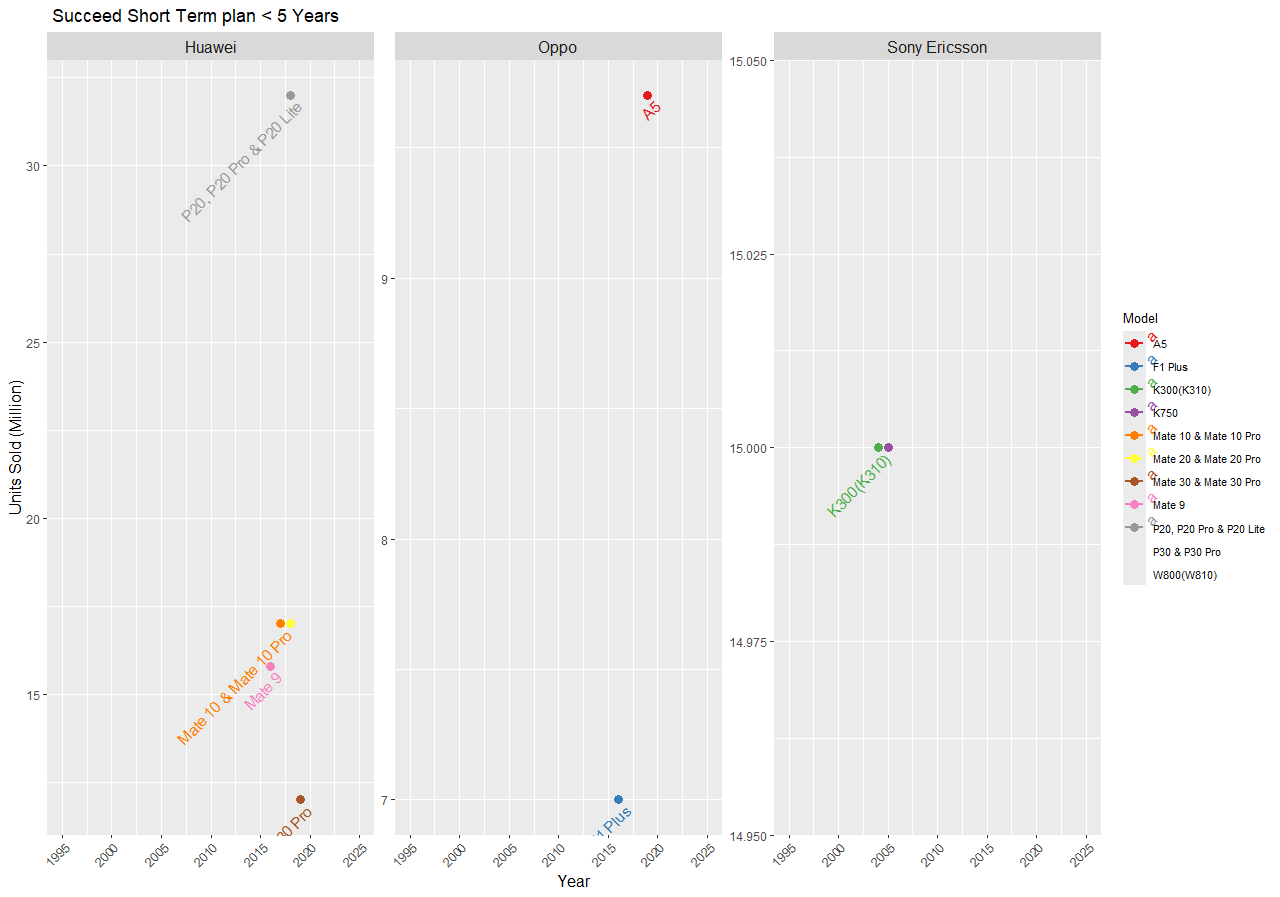 Succeed Short Term plan < 5 Years
Huawei
Oppo
Sony Ericsson
Units Sold (Million)
30
25
20
15
P20, P20 Pro & P20 Lite
Mate 10 & Mate 10 Pro
Mate 9
30 Pro
1995
2000
2005
2010
2015
2020
2025
9
8
7
A5
1 Plus
1995
2000
2005
2010
2015
2020
2025
15.050
15.025
15.000
14.975
14.950
K300(K310)
1995
2000
2005
2010
2015
2020
2025
Year
Model
a A5
a F1 Plus
a K300(K310)
a K750
a Mate 10 & Mate 10 Pro
a Mate 20 & Mate 20 Pro
a Mate 30 & Mate 30 Pro
a Mate 9
a P20, P20 Pro & P20 Lite
P30 & P30 Pro
W800(W810)